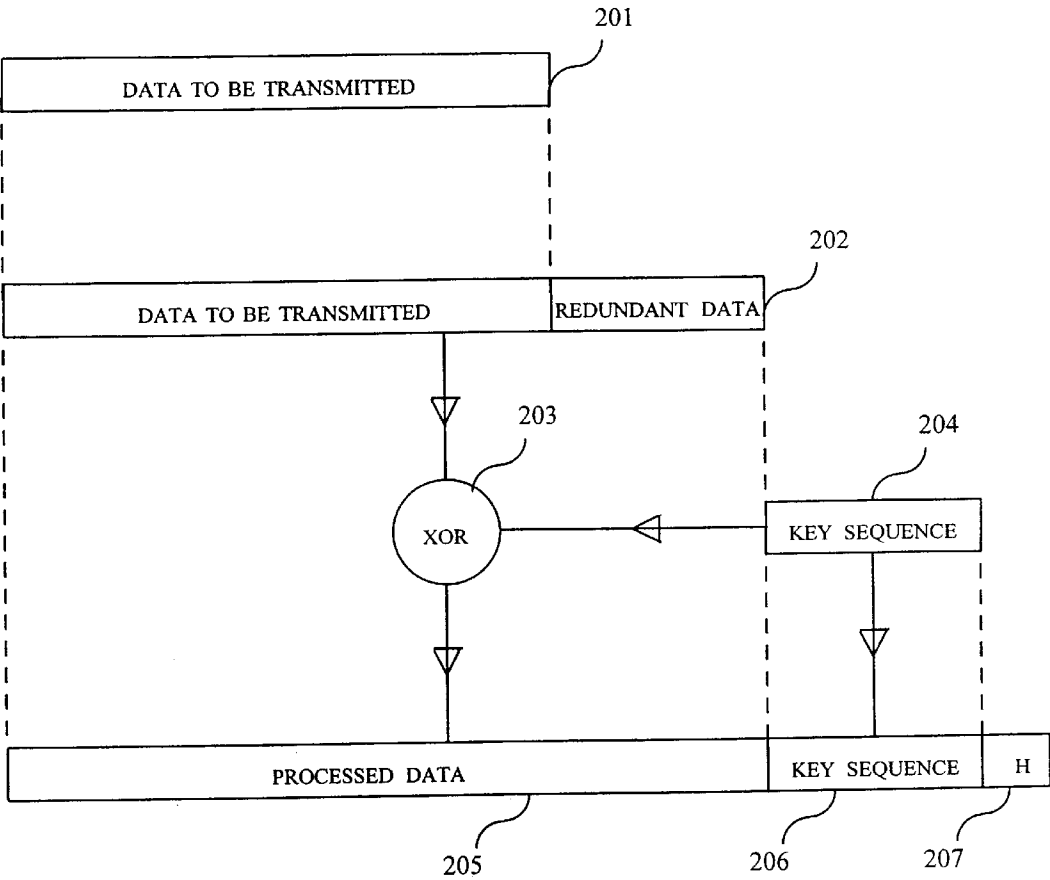 201
DATA TO BE TRANSMITTED
202
DATA TO BE TRANSMITTED
REDUNDANT DATA
203
204
XOR
KEY SEQUENCE
PROCESSED DATA
KEY SEQUENCE
H
205
206
207